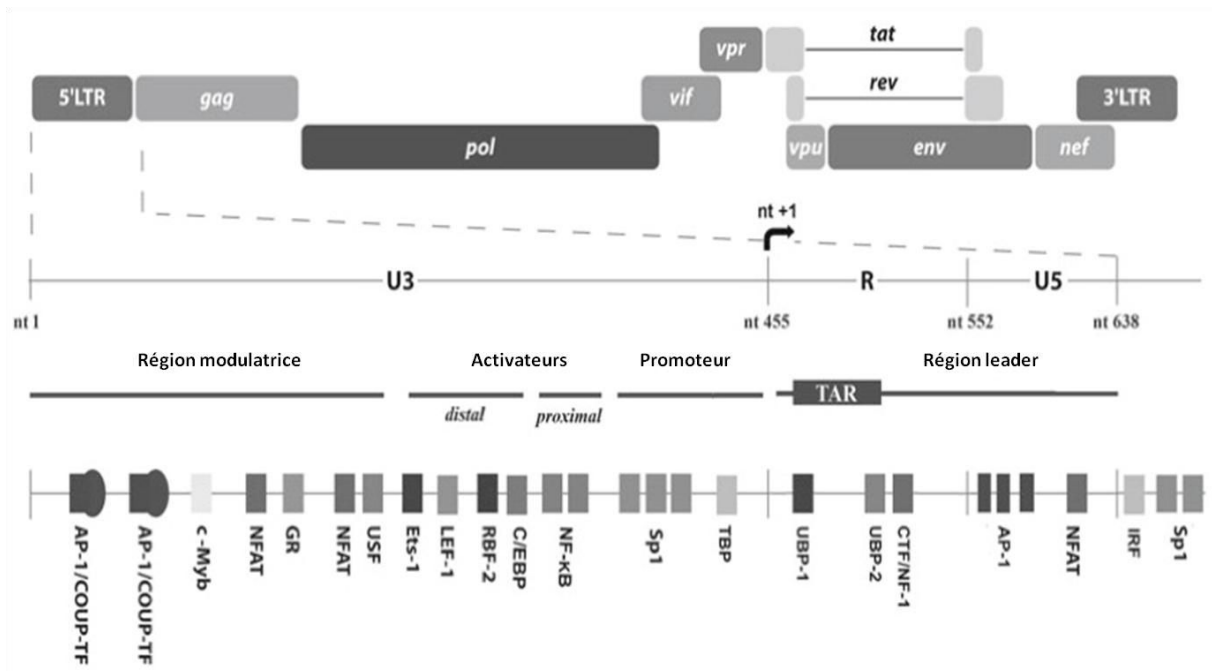 vpr
tat
5'LTR
gag
vif
rev
3'LTR
pol
vpu
env
nef
nt +1
U3
R
U5
nt 1
nt 455
nt 552
nt 638
Région modulatrice
Activateurs
Promoteur
Région leader
TAR
distal
proximal
AP-1/COUP-TF
AP-1/COUP-TF
c-Myb
NFAT
GR
NFAT
USF
Ets-1
LEF-1
RBF-2
C/EBP
NF-κB
Sp1
TBP
UBP-1
UBP-2
CTF/NF-1
AP-1
NFAT
IRF
Sp1